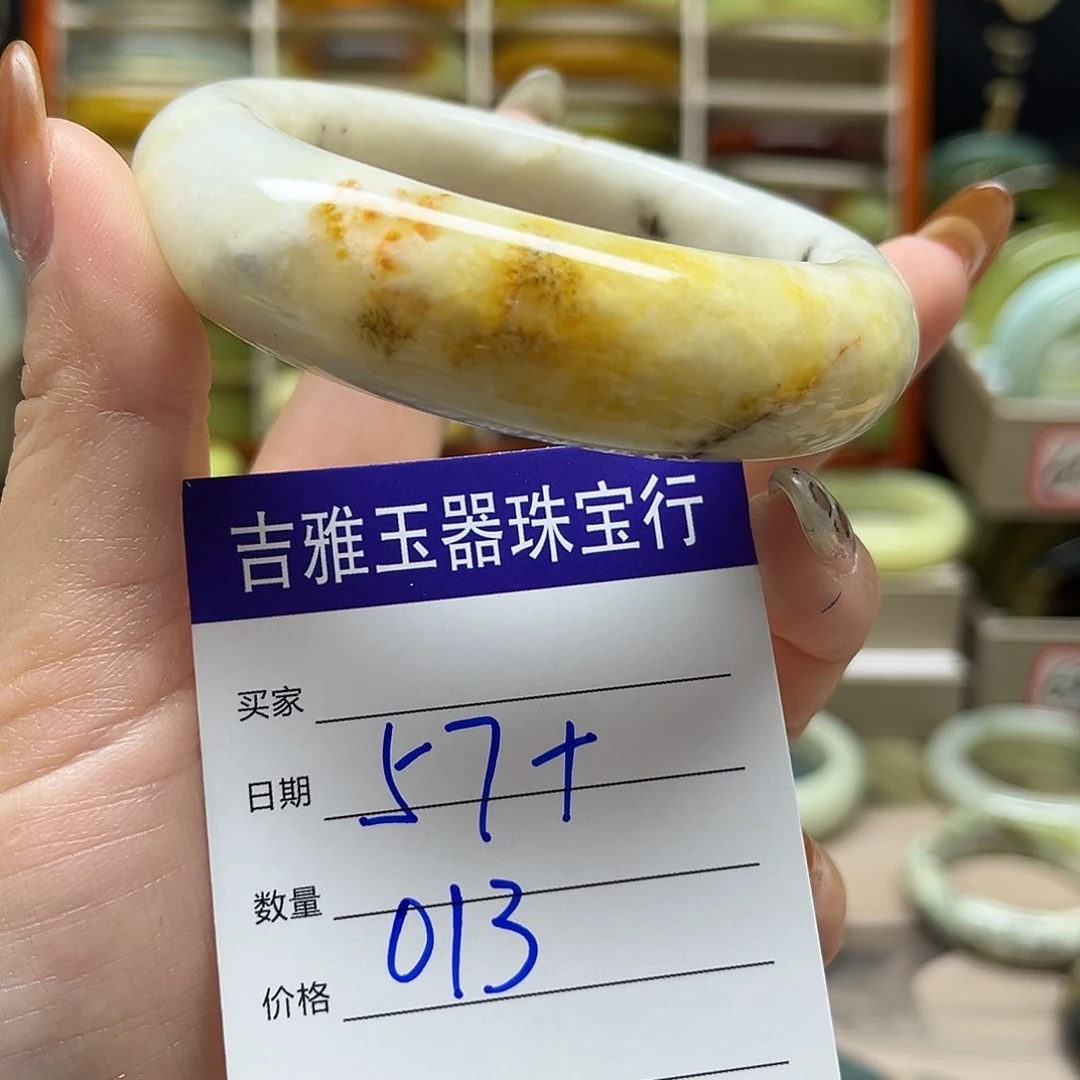 吉雅玉器珠宝行
买家
日期 57+
数量 013
价格